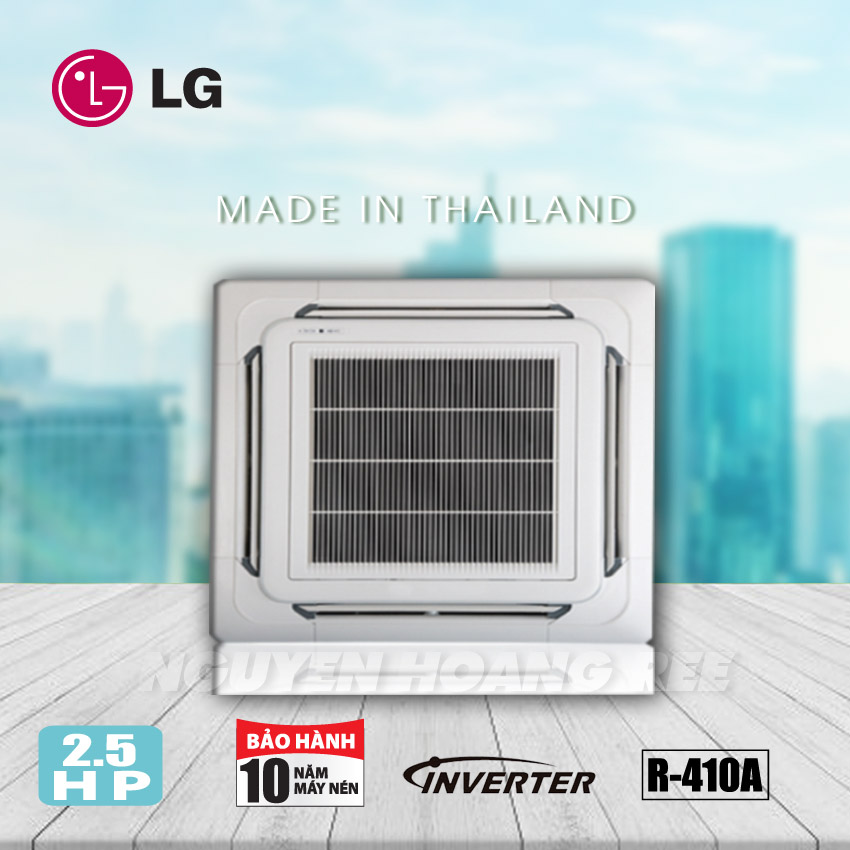 LG
MADE IN THAILAND
NGUYEN HOANG REE
2.5
HP
BẢO HÀNH
10 NĂM
MÁY NÉN
INVERTER
R-410A